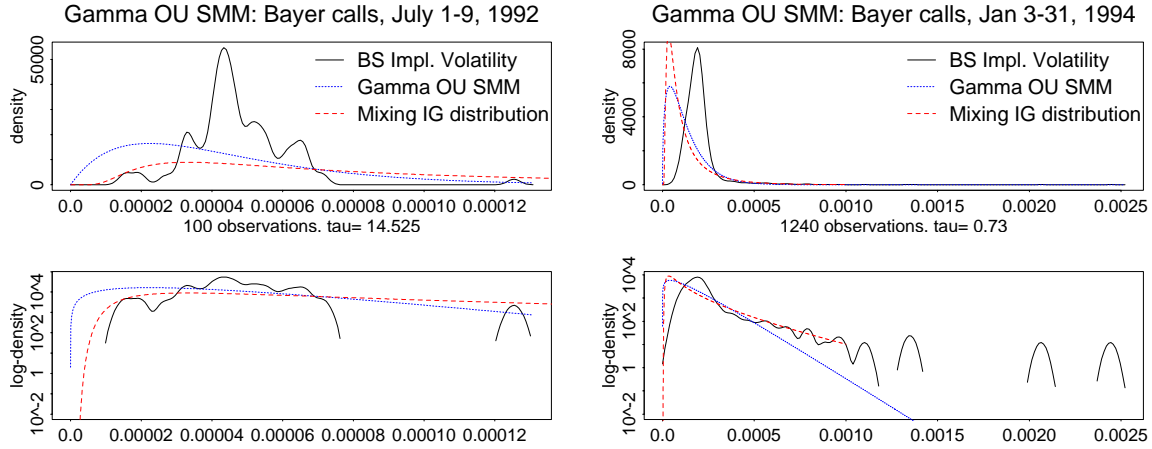 Gamma OU SMM: Bayer calls, July 1-9, 1992
density
0 50000
BS Impl. Volatility
Gamma OU SMM
Mixing IG distribution
0.0 0.00002 0.00004 0.00006 0.00008 0.00010 0.00012
100 observations. tau= 14.525
log-density
10^-2 1 10^2 10^4
0.0 0.00002 0.00004 0.00006 0.00008 0.00010 0.00012
Gamma OU SMM: Bayer calls, Jan 3-31, 1994
density
0 4000 8000
BS Impl. Volatility
Gamma OU SMM
Mixing IG distribution
0.0 0.0005 0.0010 0.0015 0.0020 0.0025
1240 observations. tau= 0.73
log-density
10^-2 1 10^2 10^4
0.0 0.0005 0.0010 0.0015 0.0020 0.0025